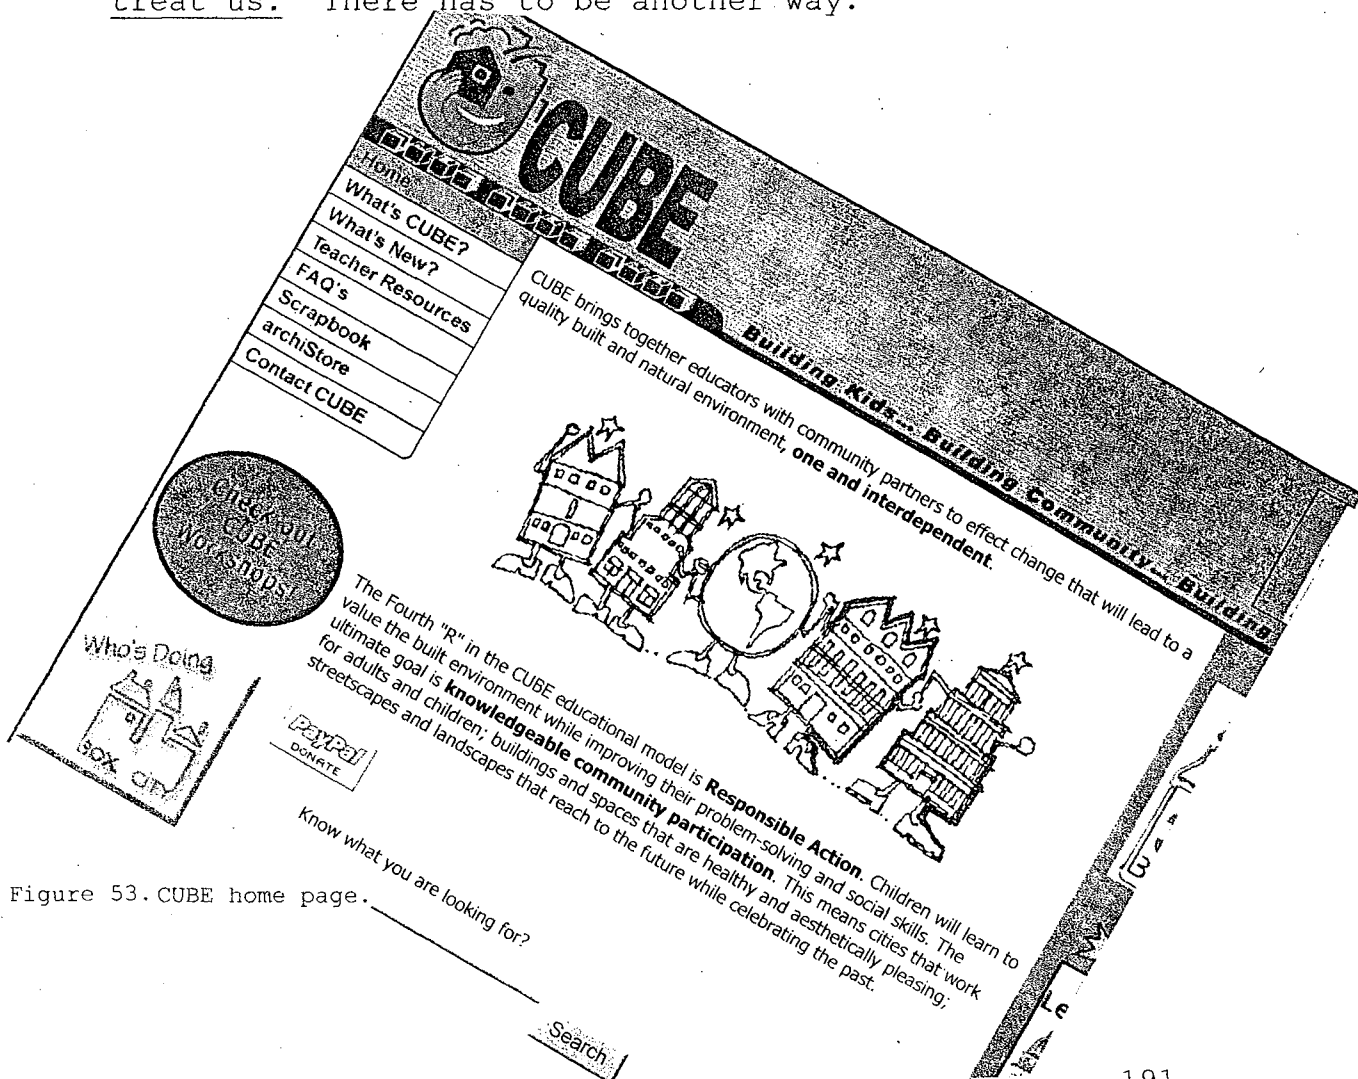 treat us. There has to be another way.
CUBE
Building Kids... Building Community... Building
Home
What's CUBE?
What's New?
Teacher Resources
FAQ's
Scrapbook
archiStore
Contact CUBE
CUBE brings together educators with community partners to effect change that will lead to a
quality built and natural environment, one and interdependent.
Check out
CUBE
Workshops!
Who's Doing
BOX CITY
The Fourth "R" in the CUBE educational model is Responsible Action. Children will learn to
value the built environment while improving their problem-solving and social skills. The
ultimate goal is knowledgeable community participation. This means cities that work
for adults and children; buildings and spaces that are healthy and aesthetically pleasing;
streetscapes and landscapes that reach to the future while celebrating the past.
PayPal
DONATE
Know what you are looking for?
Search
Le
Figure 53. CUBE home page.
191